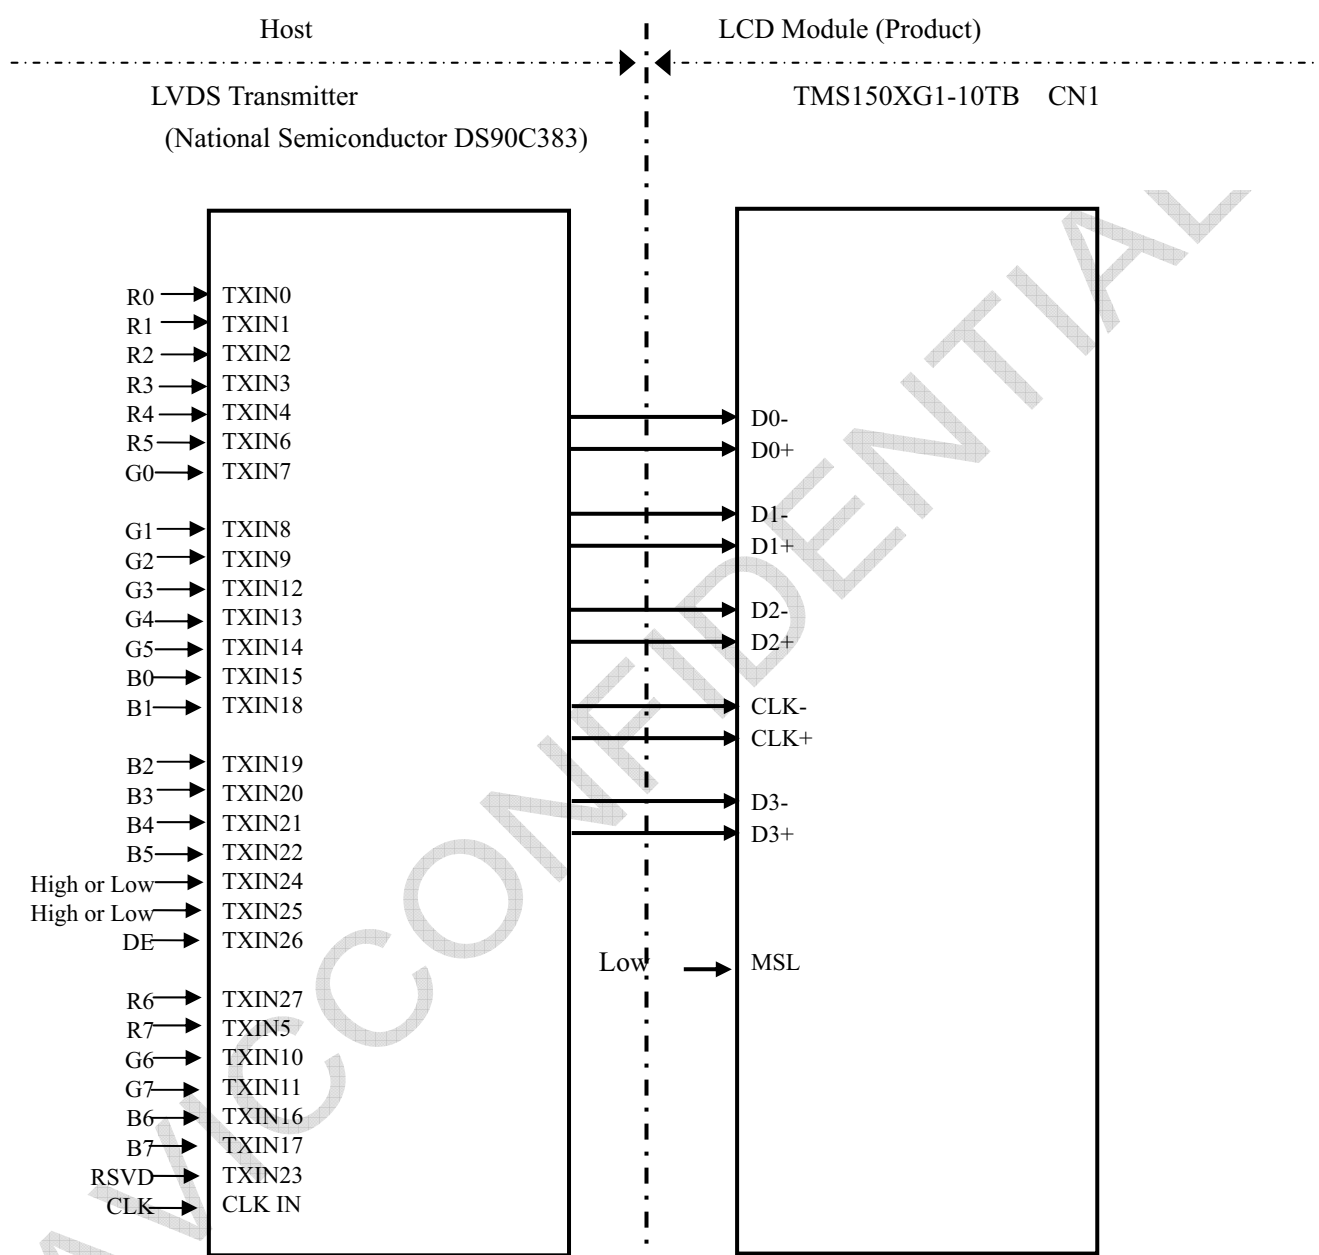 Host LCD Module (Product)
LVDS Transmitter TMS150XG1-10TB CN1
(National Semiconductor DS90C383)
R0 TXIN0
R1 TXIN1
R2 TXIN2
R3 TXIN3
R4 TXIN4 D0-
R5 TXIN6 D0+
G0 TXIN7
D1-
G1 TXIN8 D1+
G2 TXIN9
G3 TXIN12
G4 TXIN13 D2-
G5 TXIN14 D2+
B0 TXIN15
B1 TXIN18 CLK-
CLK+
B2 TXIN19
B3 TXIN20 D3-
B4 TXIN21 D3+
B5 TXIN22
High or Low TXIN24
High or Low TXIN25
DE TXIN26
Low MSL
R6 TXIN27
R7 TXIN5
G6 TXIN10
G7 TXIN11
B6 TXIN16
B7 TXIN17
RSVD TXIN23
CLK CLK IN
AVIC CONFIDENTIAL